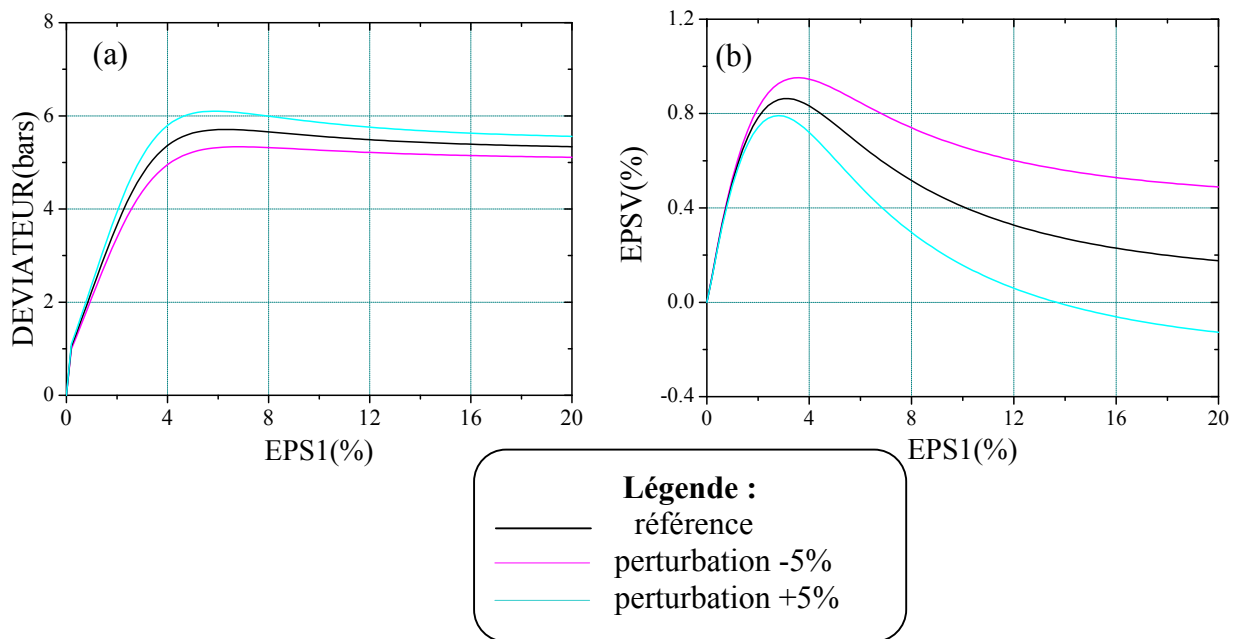 (a)
DEVIATEUR(bars)
8
6
4
2
0
0 4 8 12 16 20
EPS1(%)
(b)
EPSV(%)
1.2
0.8
0.4
0.0
-0.4
0 4 8 12 16 20
EPS1(%)
Légende :
référence
perturbation -5%
perturbation +5%